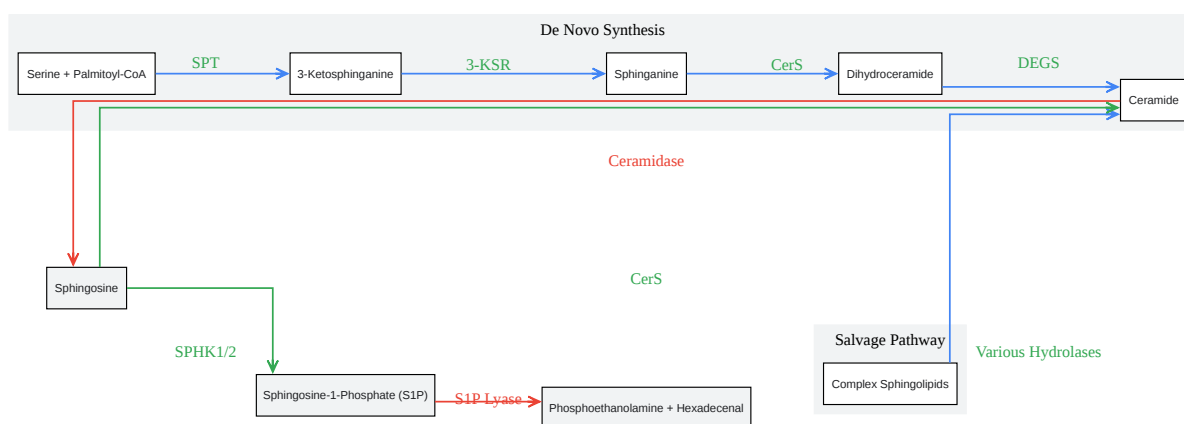 De Novo Synthesis
SPT
3-KSR
CerS
DEGS
Serine + Palmitoyl-CoA
3-Ketosphinganine
Sphinganine
Dihydroceramide
Ceramide
Ceramidase
CerS
Sphingosine
SPHK1/2
Salvage Pathway
Various Hydrolases
Complex Sphingolipids
Sphingosine-1-Phosphate (S1P)
S1P Lyase
Phosphoethanolamine + Hexadecenal